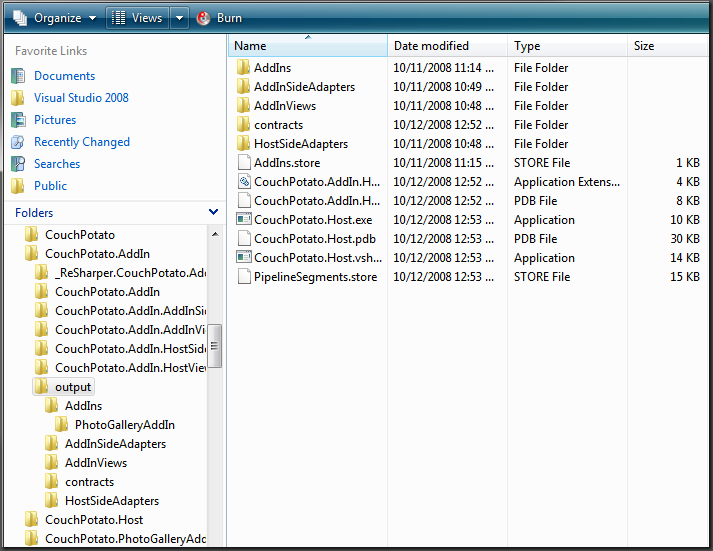 Organize Views Burn
Favorite Links
Documents
Visual Studio 2008
Pictures
Recently Changed
Searches
Public
Folders
CouchPotato
CouchPotato.AddIn
_ReSharper.CouchPotato.Add
CouchPotato.AddIn
CouchPotato.AddIn.AddInSid
CouchPotato.AddIn.AddInVi
CouchPotato.AddIn.HostSid
CouchPotato.AddIn.HostViev
output
AddIns
PhotoGalleryAddIn
AddInSideAdapters
AddInViews
contracts
HostSideAdapters
CouchPotato.Host
CouchPotato.PhotoGalleryAd
Name Date modified Type Size
AddIns 10/11/2008 11:14 ... File Folder
AddInSideAdapters 10/11/2008 10:49 ... File Folder
AddInViews 10/11/2008 10:48 ... File Folder
contracts 10/12/2008 12:52 ... File Folder
HostSideAdapters 10/11/2008 10:48 ... File Folder
AddIns.store 10/11/2008 11:15 ... STORE File 1 KB
CouchPotato.AddIn.H... 10/12/2008 12:52 ... Application Extens... 4 KB
CouchPotato.AddIn.H... 10/12/2008 12:52 ... PDB File 8 KB
CouchPotato.Host.exe 10/12/2008 12:53 ... Application 10 KB
CouchPotato.Host.pdb 10/12/2008 12:53 ... PDB File 30 KB
CouchPotato.Host.vsh... 10/12/2008 12:53 ... Application 14 KB
PipelineSegments.store 10/12/2008 12:53 ... STORE File 15 KB